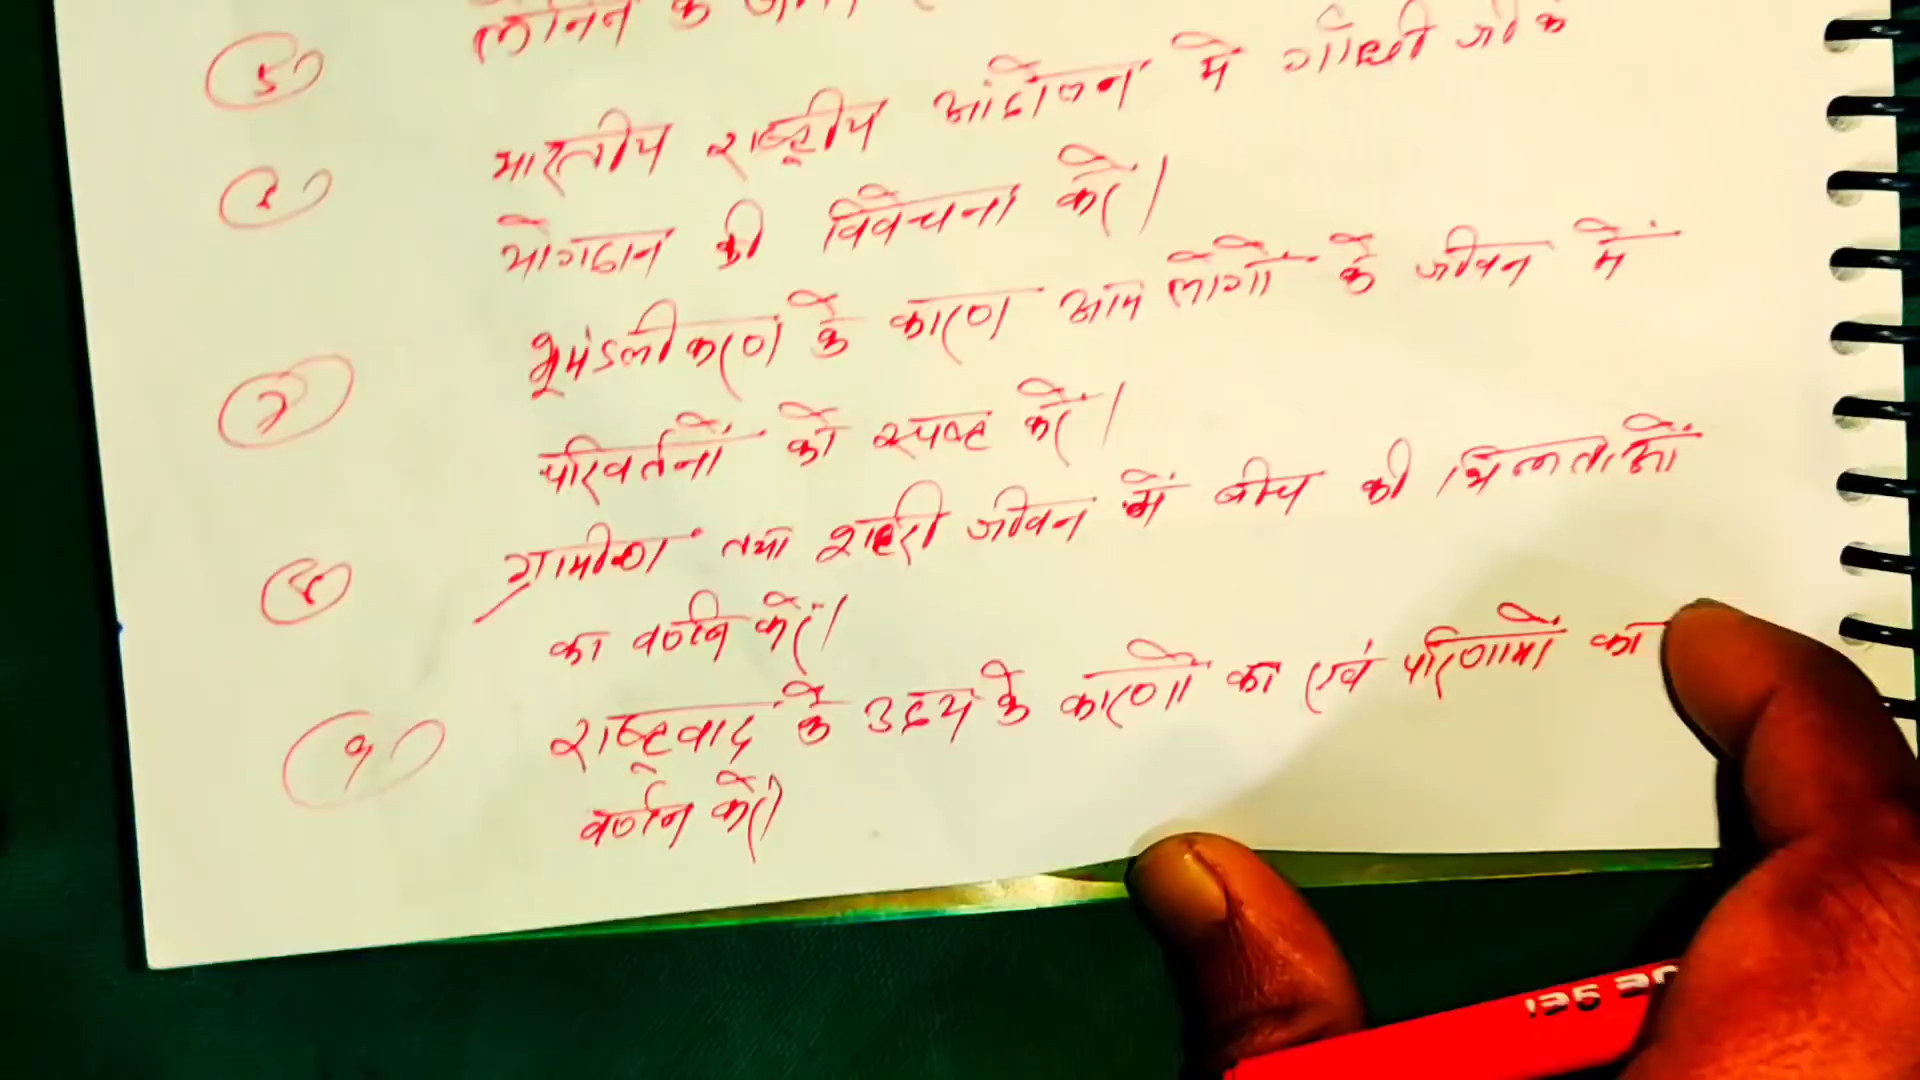 5 लेनिन के
6 भारतीय राष्ट्रीय आंदोलन में गाँधी जी के
योगदान की विवेचना करें।
7 भूमंडलीकरण के कारण आम लोगों के जीवन में
परिवर्तनों को स्पष्ट करें।
8 ग्रामीण तथा शहरी जीवन में बीच की भिन्नताओं
का वर्णन करें।
9 राष्ट्रवाद के उदय के कारणों का एवं परिणामों का
वर्णन करें।